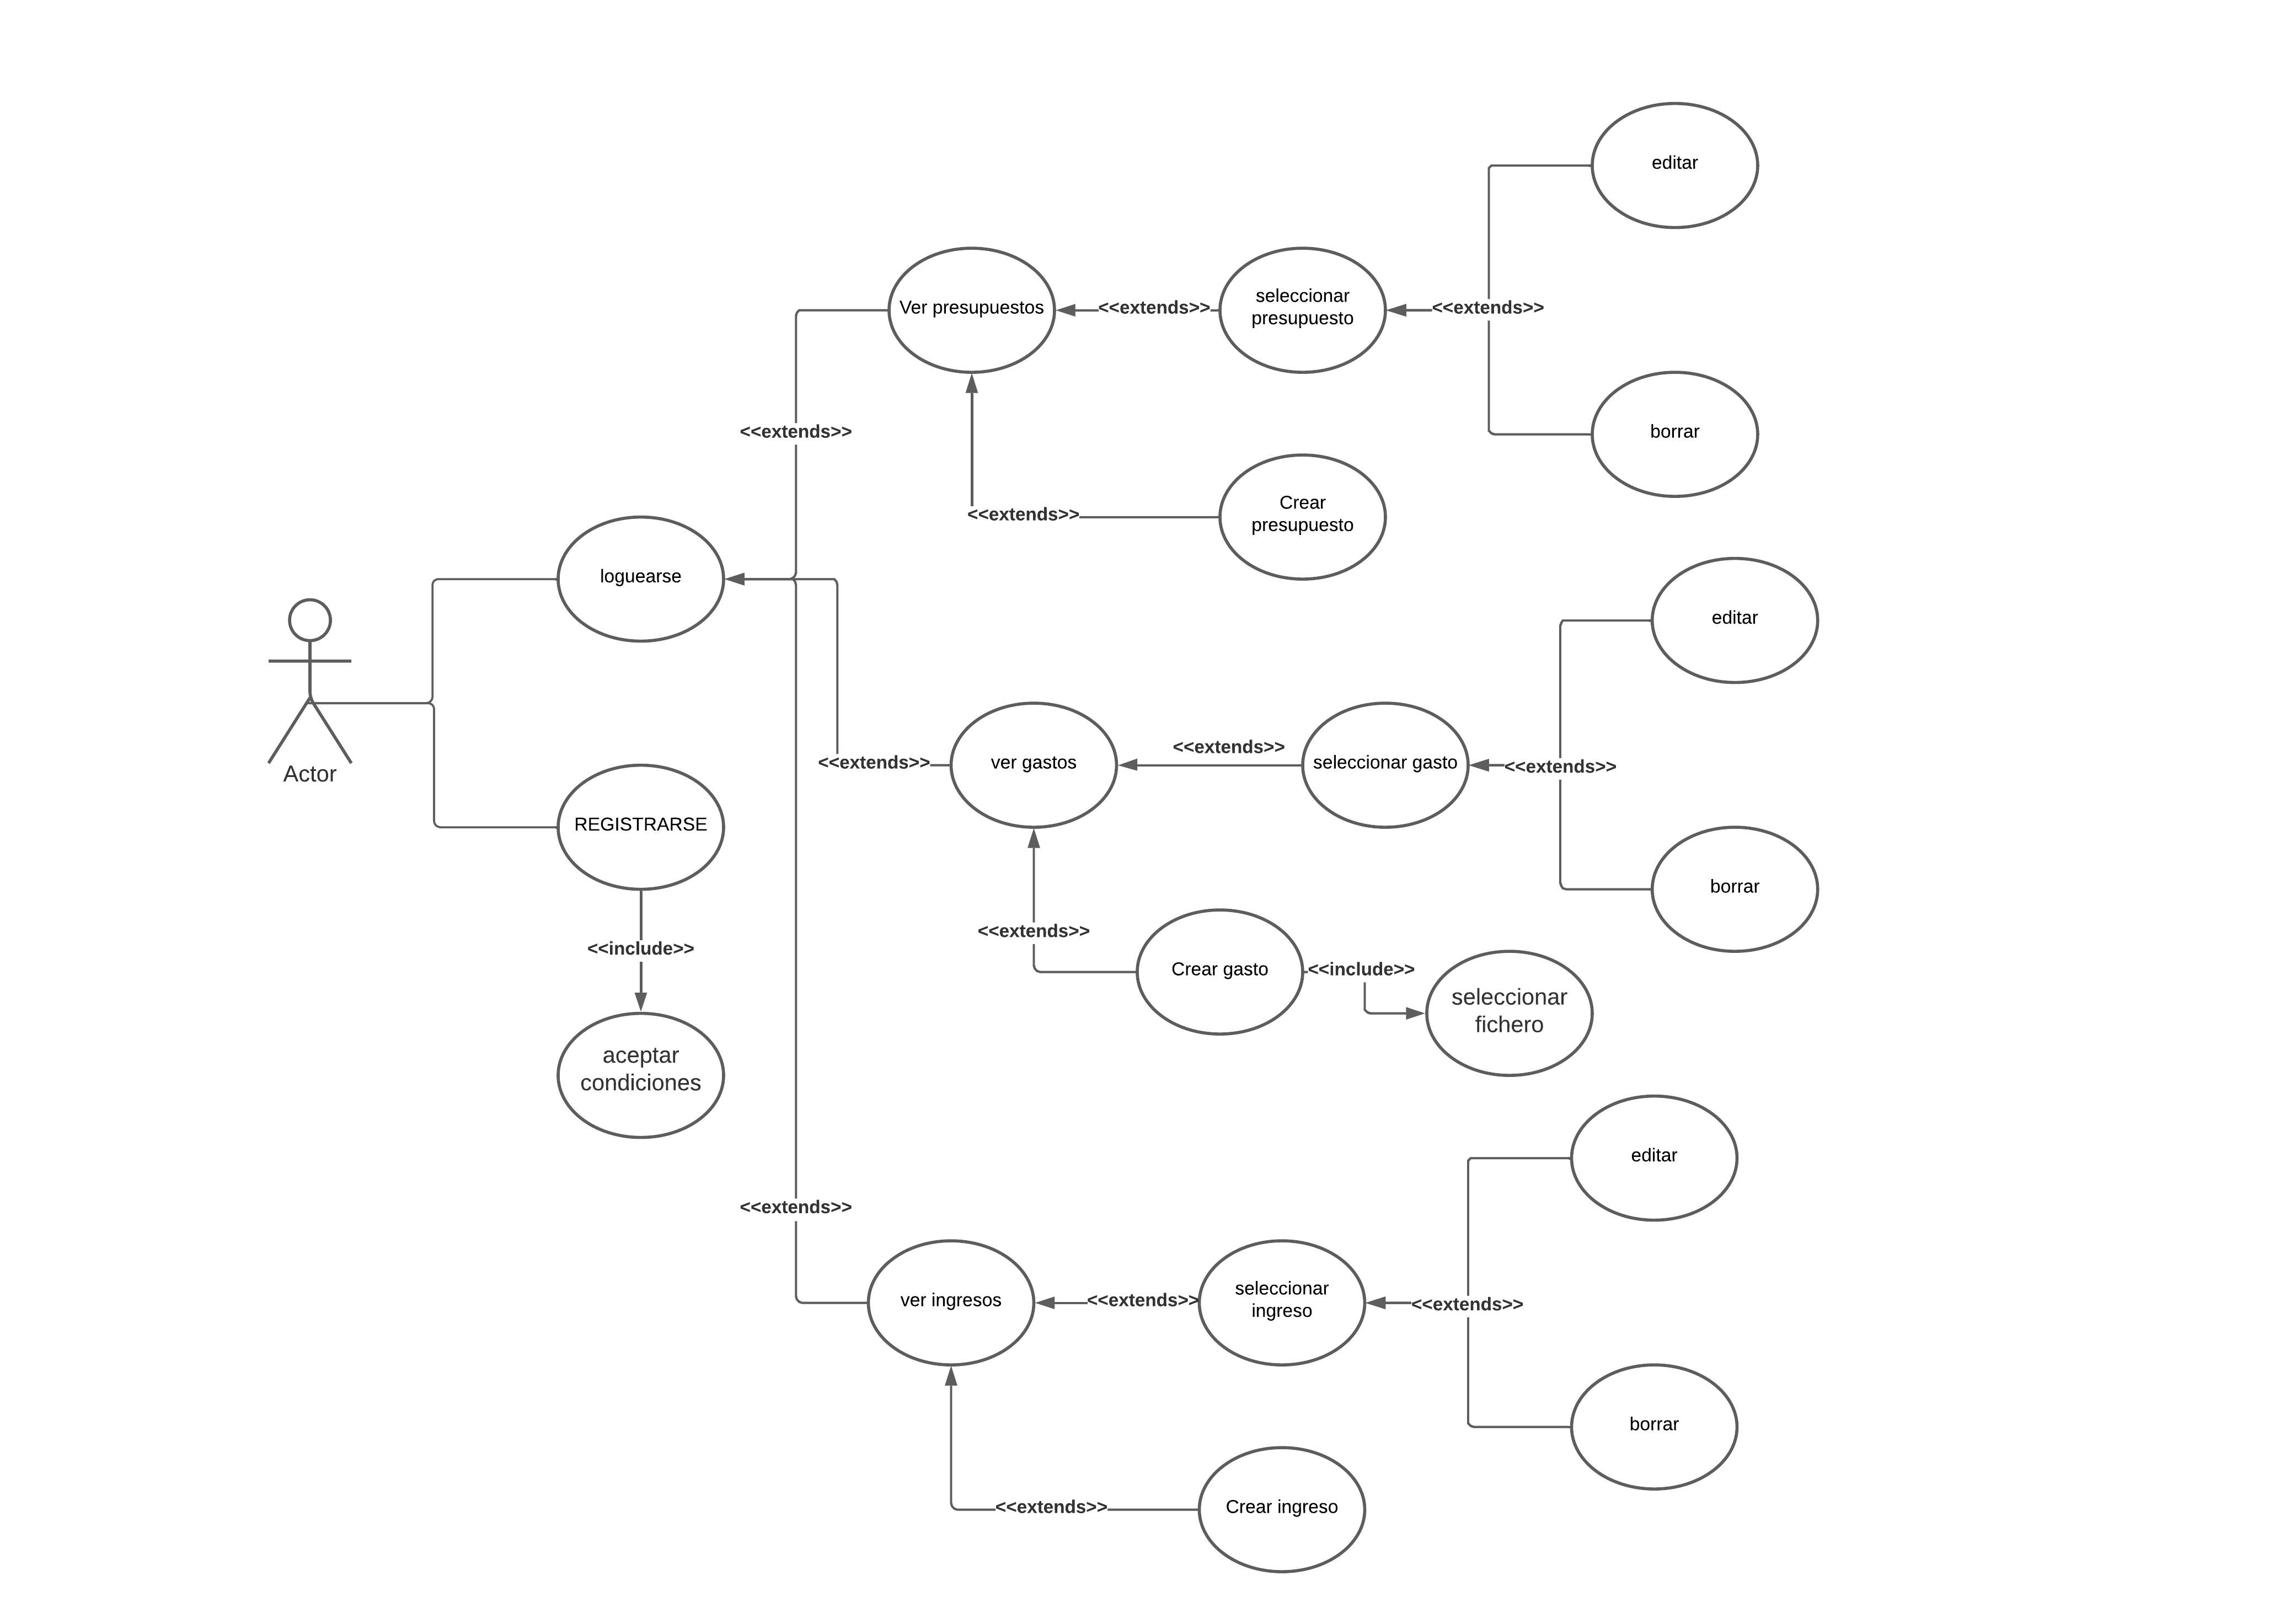 editar
Ver presupuestos
<<extends>>
seleccionar
presupuesto
<<extends>>
<<extends>>
borrar
<<extends>>
Crear
presupuesto
loguearse
editar
Actor
<<extends>>
ver gastos
<<extends>>
seleccionar gasto
<<extends>>
REGISTRARSE
borrar
<<include>>
<<extends>>
Crear gasto
<<include>>
seleccionar
fichero
aceptar
condiciones
editar
<<extends>>
ver ingresos
<<extends>>
seleccionar
ingreso
<<extends>>
borrar
<<extends>>
Crear ingreso